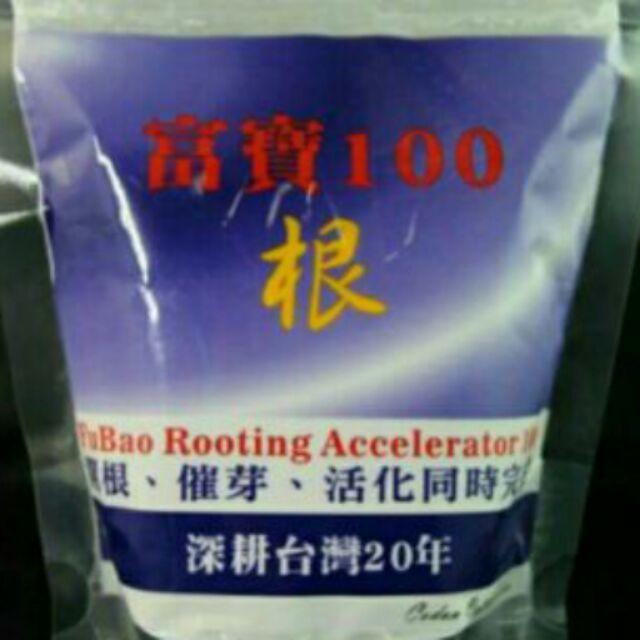 富寶100
根
FuBao Rooting Accelerator 10
根、催芽、活化同時完
深耕台灣20年